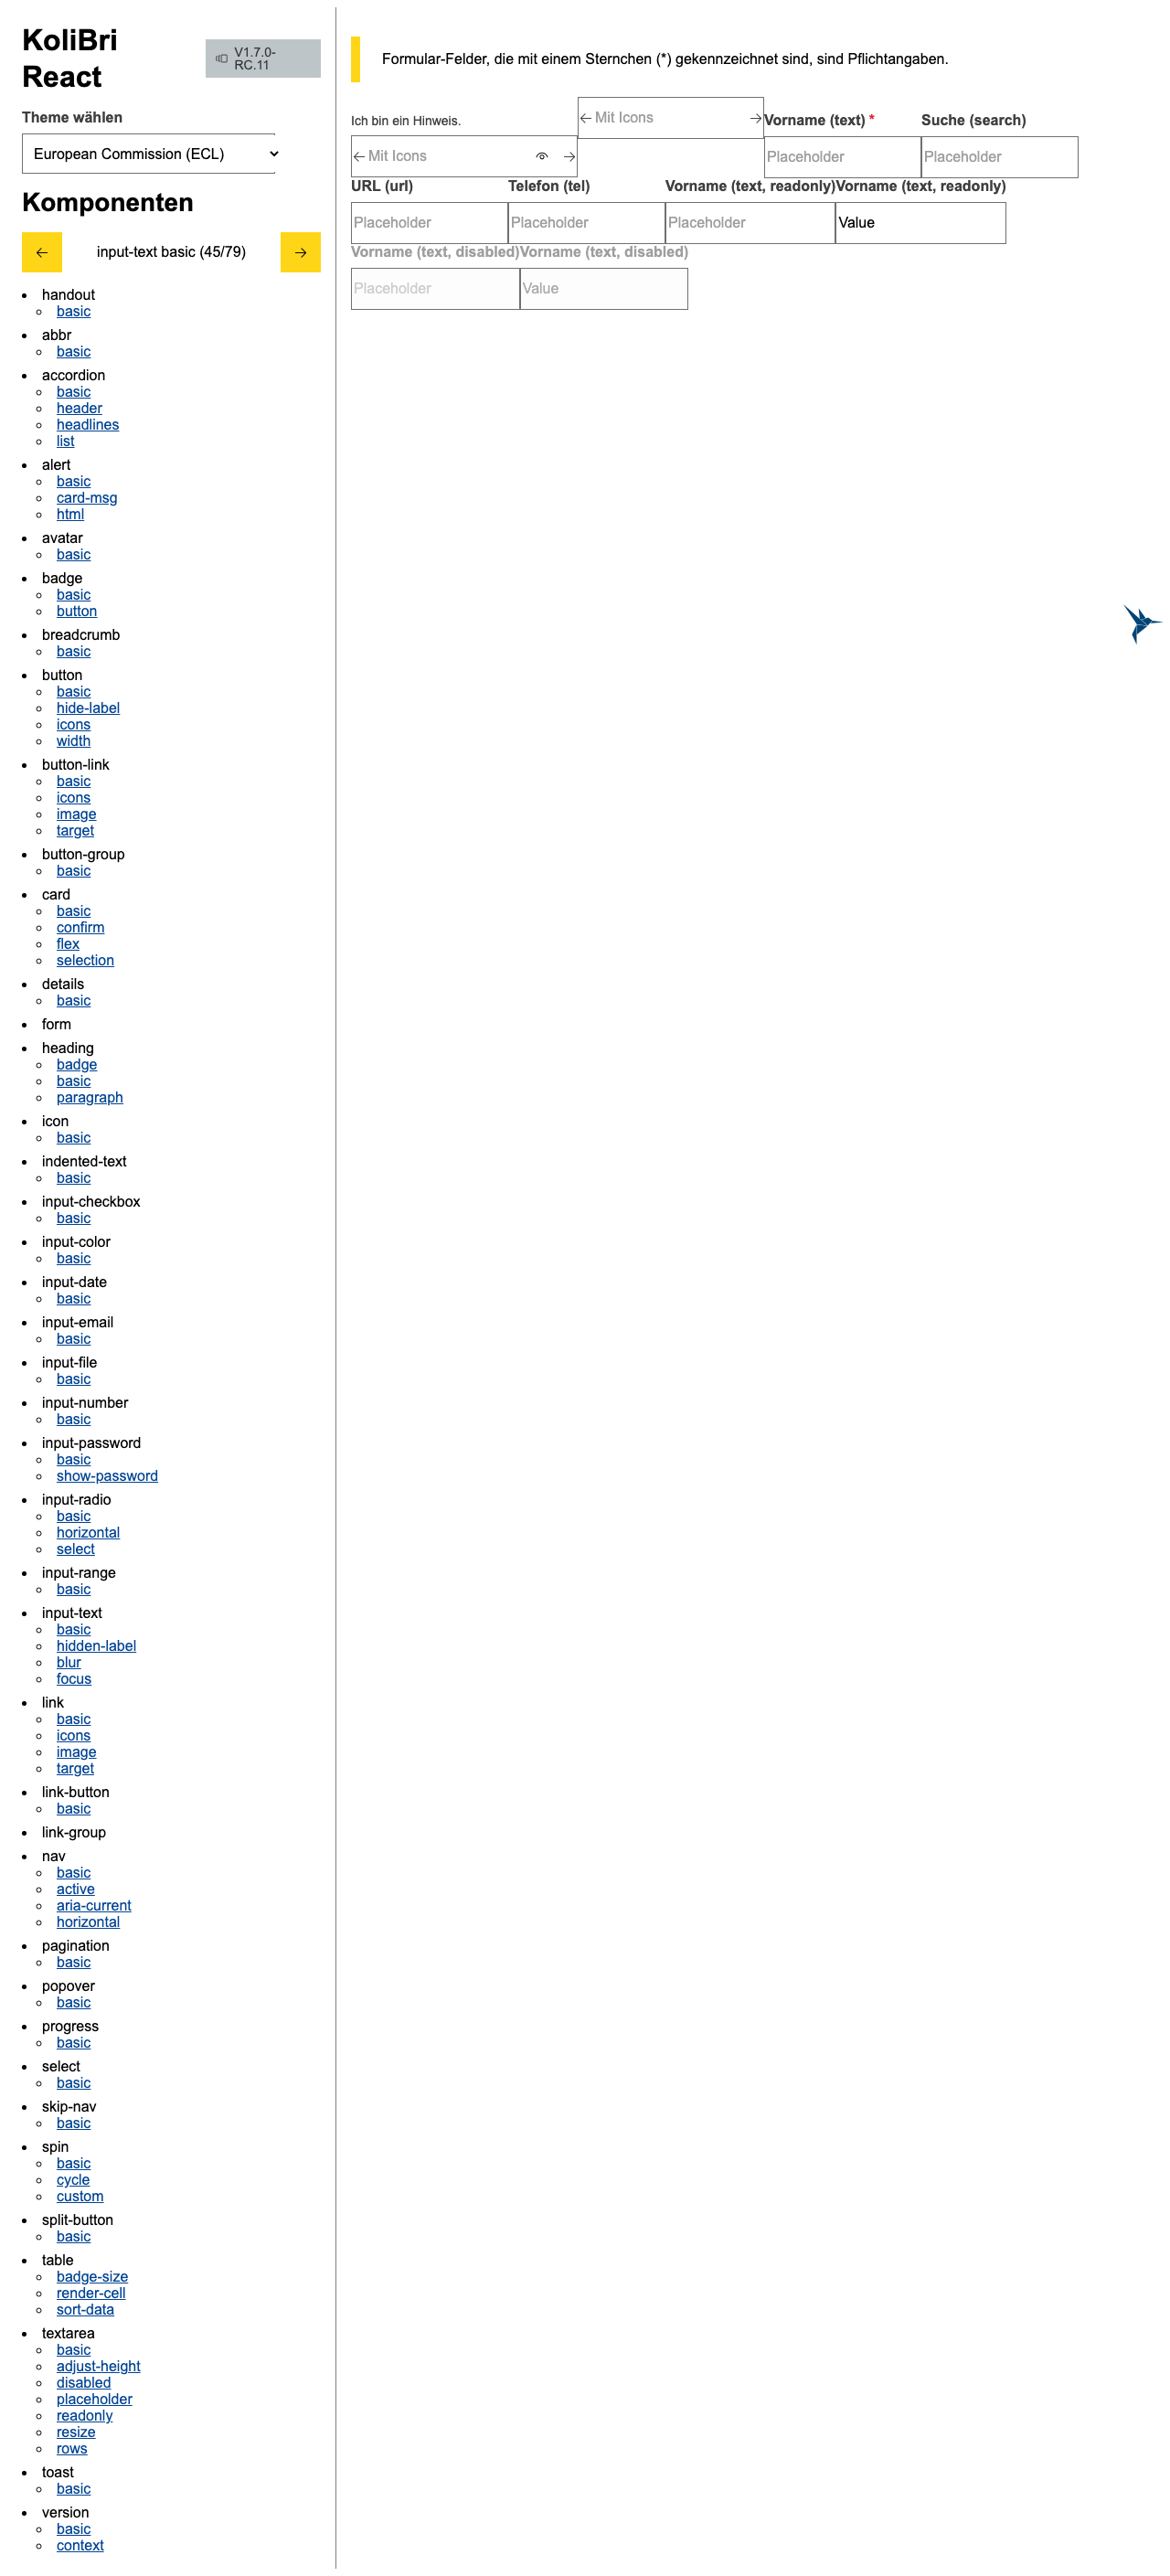 KoliBri
React
V1.7.0-
RC.11
Theme wählen
European Commission (ECL)
Komponenten
input-text basic (45/79)
handout
basic
abbr
basic
accordion
basic
header
headlines
list
alert
basic
card-msg
html
avatar
basic
badge
basic
button
breadcrumb
basic
button
basic
hide-label
icons
width
button-link
basic
icons
image
target
button-group
basic
card
basic
confirm
flex
selection
details
basic
form
heading
badge
basic
paragraph
icon
basic
indented-text
basic
input-checkbox
basic
input-color
basic
input-date
basic
input-email
basic
input-file
basic
input-number
basic
input-password
basic
show-password
input-radio
basic
horizontal
select
input-range
basic
input-text
basic
hidden-label
blur
focus
link
basic
icons
image
target
link-button
basic
link-group
nav
basic
active
aria-current
horizontal
pagination
basic
popover
basic
progress
basic
select
basic
skip-nav
basic
spin
basic
cycle
custom
split-button
basic
table
badge-size
render-cell
sort-data
textarea
basic
adjust-height
disabled
placeholder
readonly
resize
rows
toast
basic
version
basic
context
Formular-Felder, die mit einem Sternchen (*) gekennzeichnet sind, sind Pflichtangaben.
Ich bin ein Hinweis.
Mit Icons
Mit Icons
Vorname (text) *
Placeholder
Suche (search)
Placeholder
URL (url)
Placeholder
Telefon (tel)
Placeholder
Vorname (text, readonly)
Placeholder
Vorname (text, readonly)
Value
Vorname (text, disabled)
Placeholder
Vorname (text, disabled)
Value